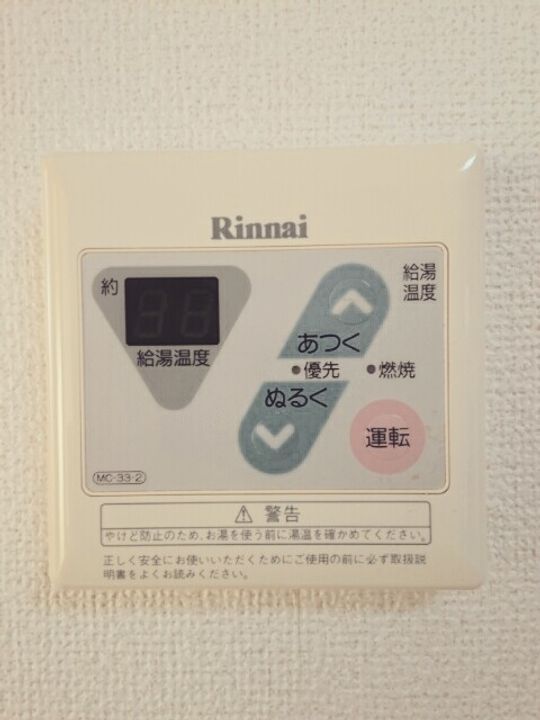 Rinnai
約
給湯温度
給湯
温度
あつく
優先
燃焼
ぬるく
運転
MC-33-2
⚠ 警告
やけど防止のため、お湯を使う前に湯温を確かめてください。
正しく安全にお使いいただくためにご使用の前に必ず取扱説
明書をよくお読みください。